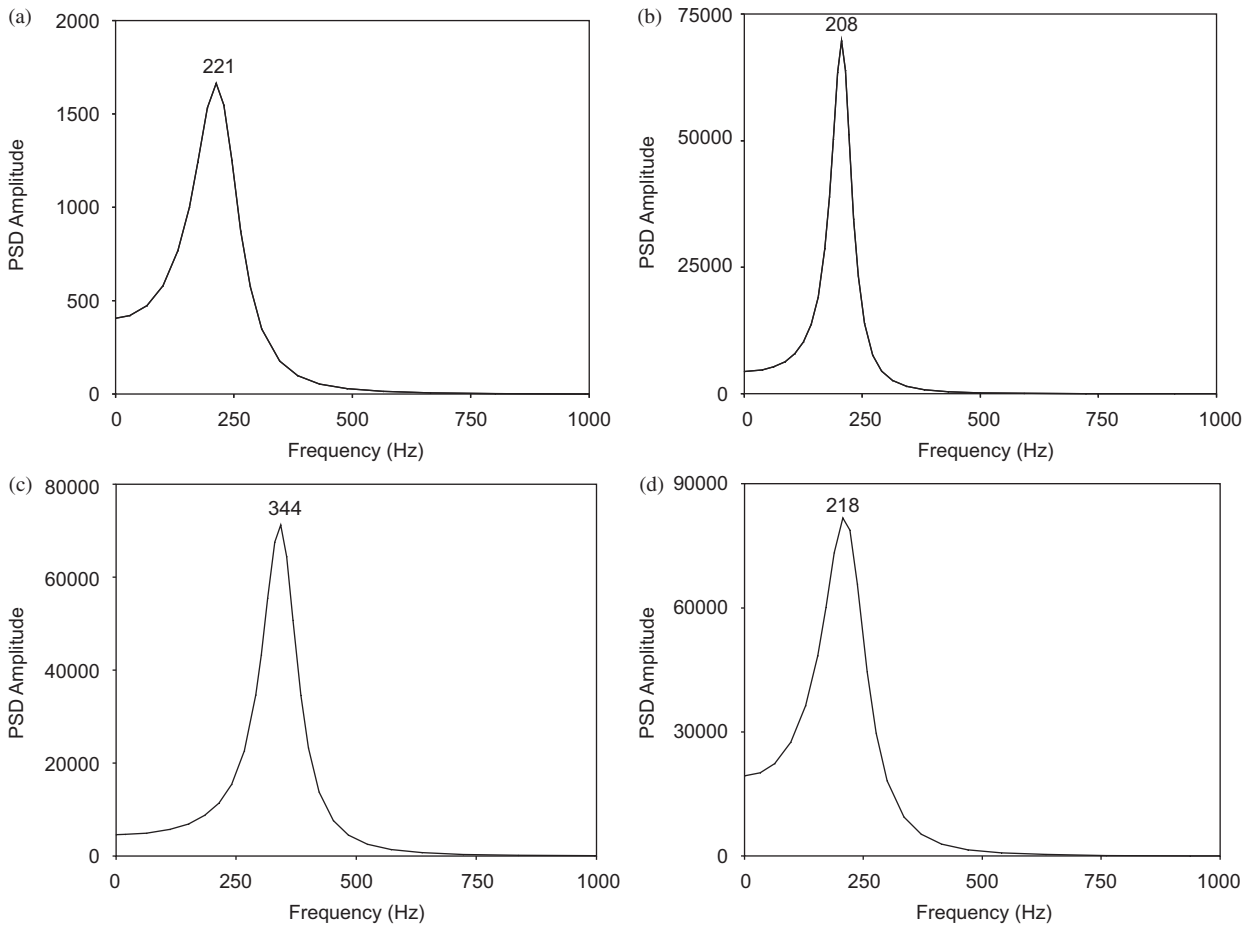 (a)
2000
1500
1000
500
0
PSD Amplitude
221
0 250 500 750 1000
Frequency (Hz)
(b)
75000
50000
25000
0
PSD Amplitude
208
0 250 500 750 1000
Frequency (Hz)
(c)
80000
60000
40000
20000
0
PSD Amplitude
344
0 250 500 750 1000
Frequency (Hz)
(d)
90000
60000
30000
0
PSD Amplitude
218
0 250 500 750 1000
Frequency (Hz)